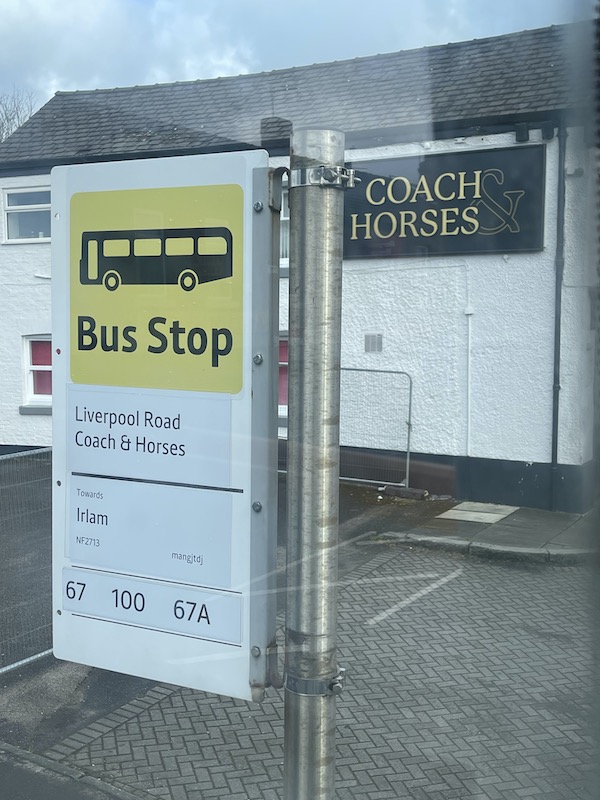 Bus Stop
Liverpool Road
Coach & Horses
Towards
Irlam
NF2713
mangjtdj
67 100 67A
COACH &
HORSES